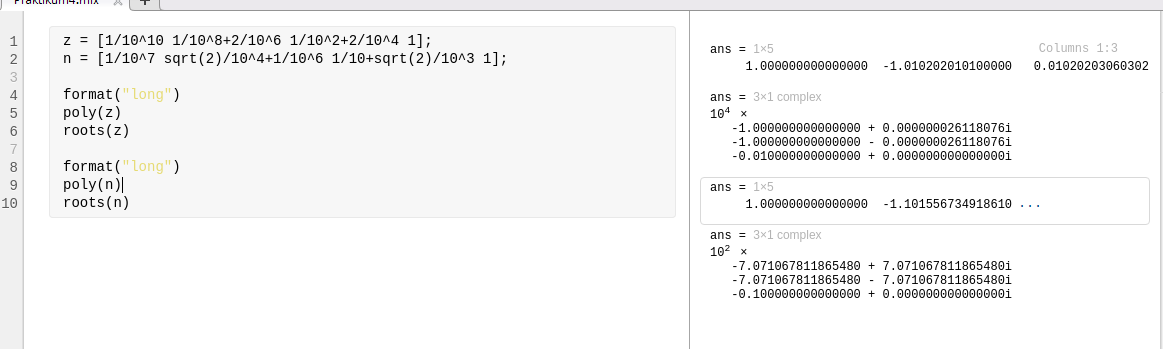 Praktikum4.mlx
1 z = [1/10^10 1/10^8+2/10^6 1/10^2+2/10^4 1];
2 n = [1/10^7 sqrt(2)/10^4+1/10^6 1/10+sqrt(2)/10^3 1];
3
4 format("long")
5 poly(z)
6 roots(z)
7
8 format("long")
9 poly(n)
10 roots(n)
ans = 1×5 Columns 1:3
1.000000000000000 -1.010202010100000 0.01020203060302
ans = 3×1 complex
10^4 ×
-1.000000000000000 + 0.000000026118076i
-1.000000000000000 - 0.000000026118076i
-0.010000000000000 + 0.000000000000000i
ans = 1×5
1.000000000000000 -1.101556734918610 ...
ans = 3×1 complex
10^2 ×
-7.071067811865480 + 7.071067811865480i
-7.071067811865480 - 7.071067811865480i
-0.100000000000000 + 0.000000000000000i